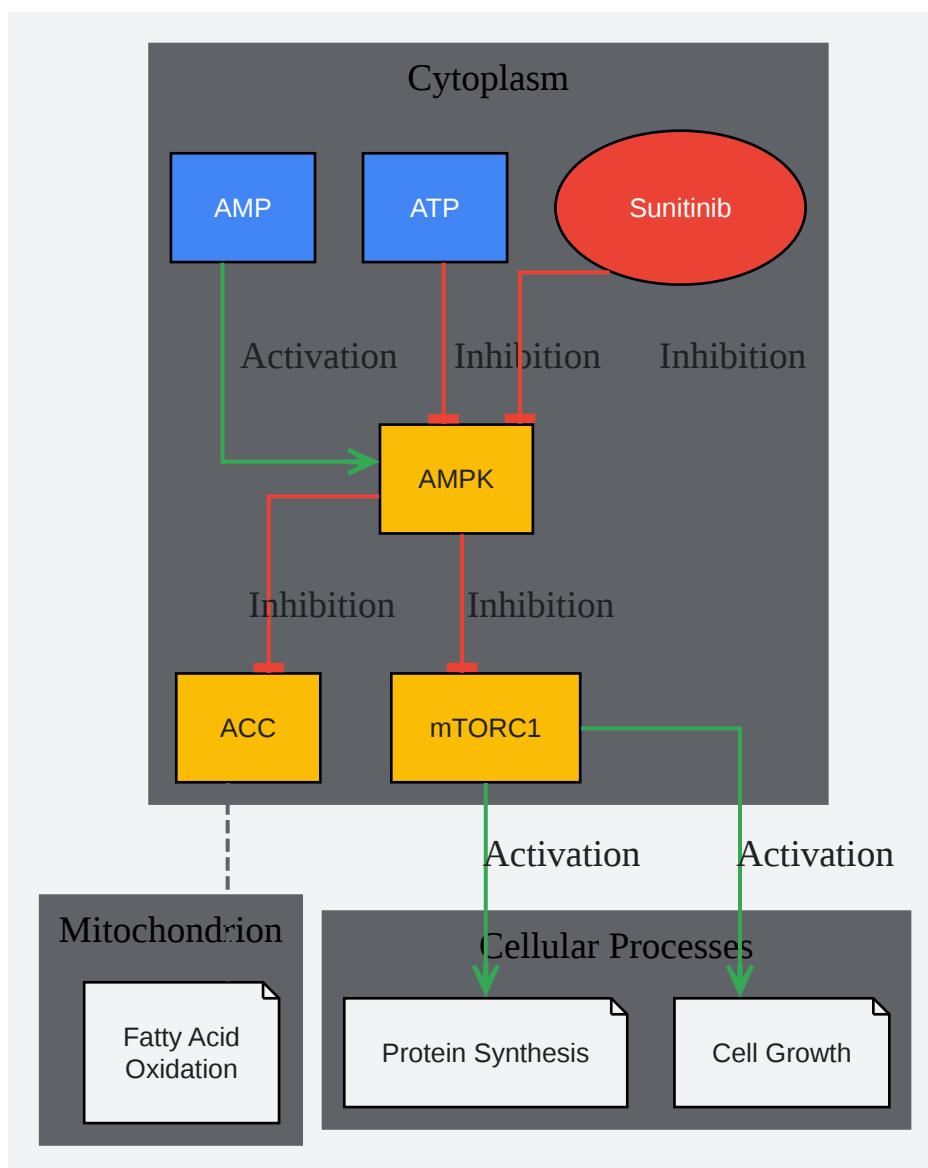 Cytoplasm
AMP
ATP
Sunitinib
Activation
Inhibition
Inhibition
AMPK
Inhibition
Inhibition
ACC
mTORC1
Activation
Activation
Mitochondrion
Cellular Processes
Fatty Acid
Oxidation
Protein Synthesis
Cell Growth